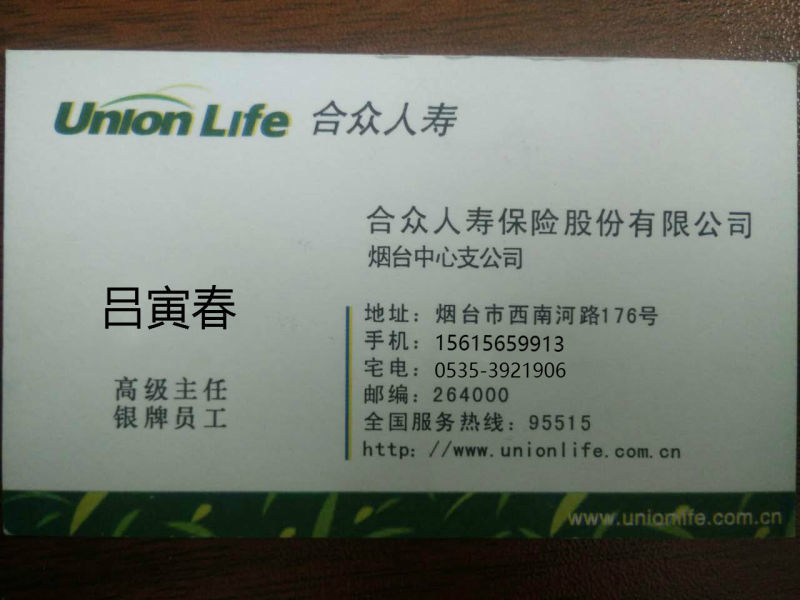 Union Life 合众人寿
合众人寿保险股份有限公司
烟台中心支公司
吕寅春
高级主任
银牌员工
地址：烟台市西南河路176号
手机：15615659913
宅电：0535-3921906
邮编：264000
全国服务热线：95515
http：//www.unionlife.com.cn
www.unionlife.com.cn